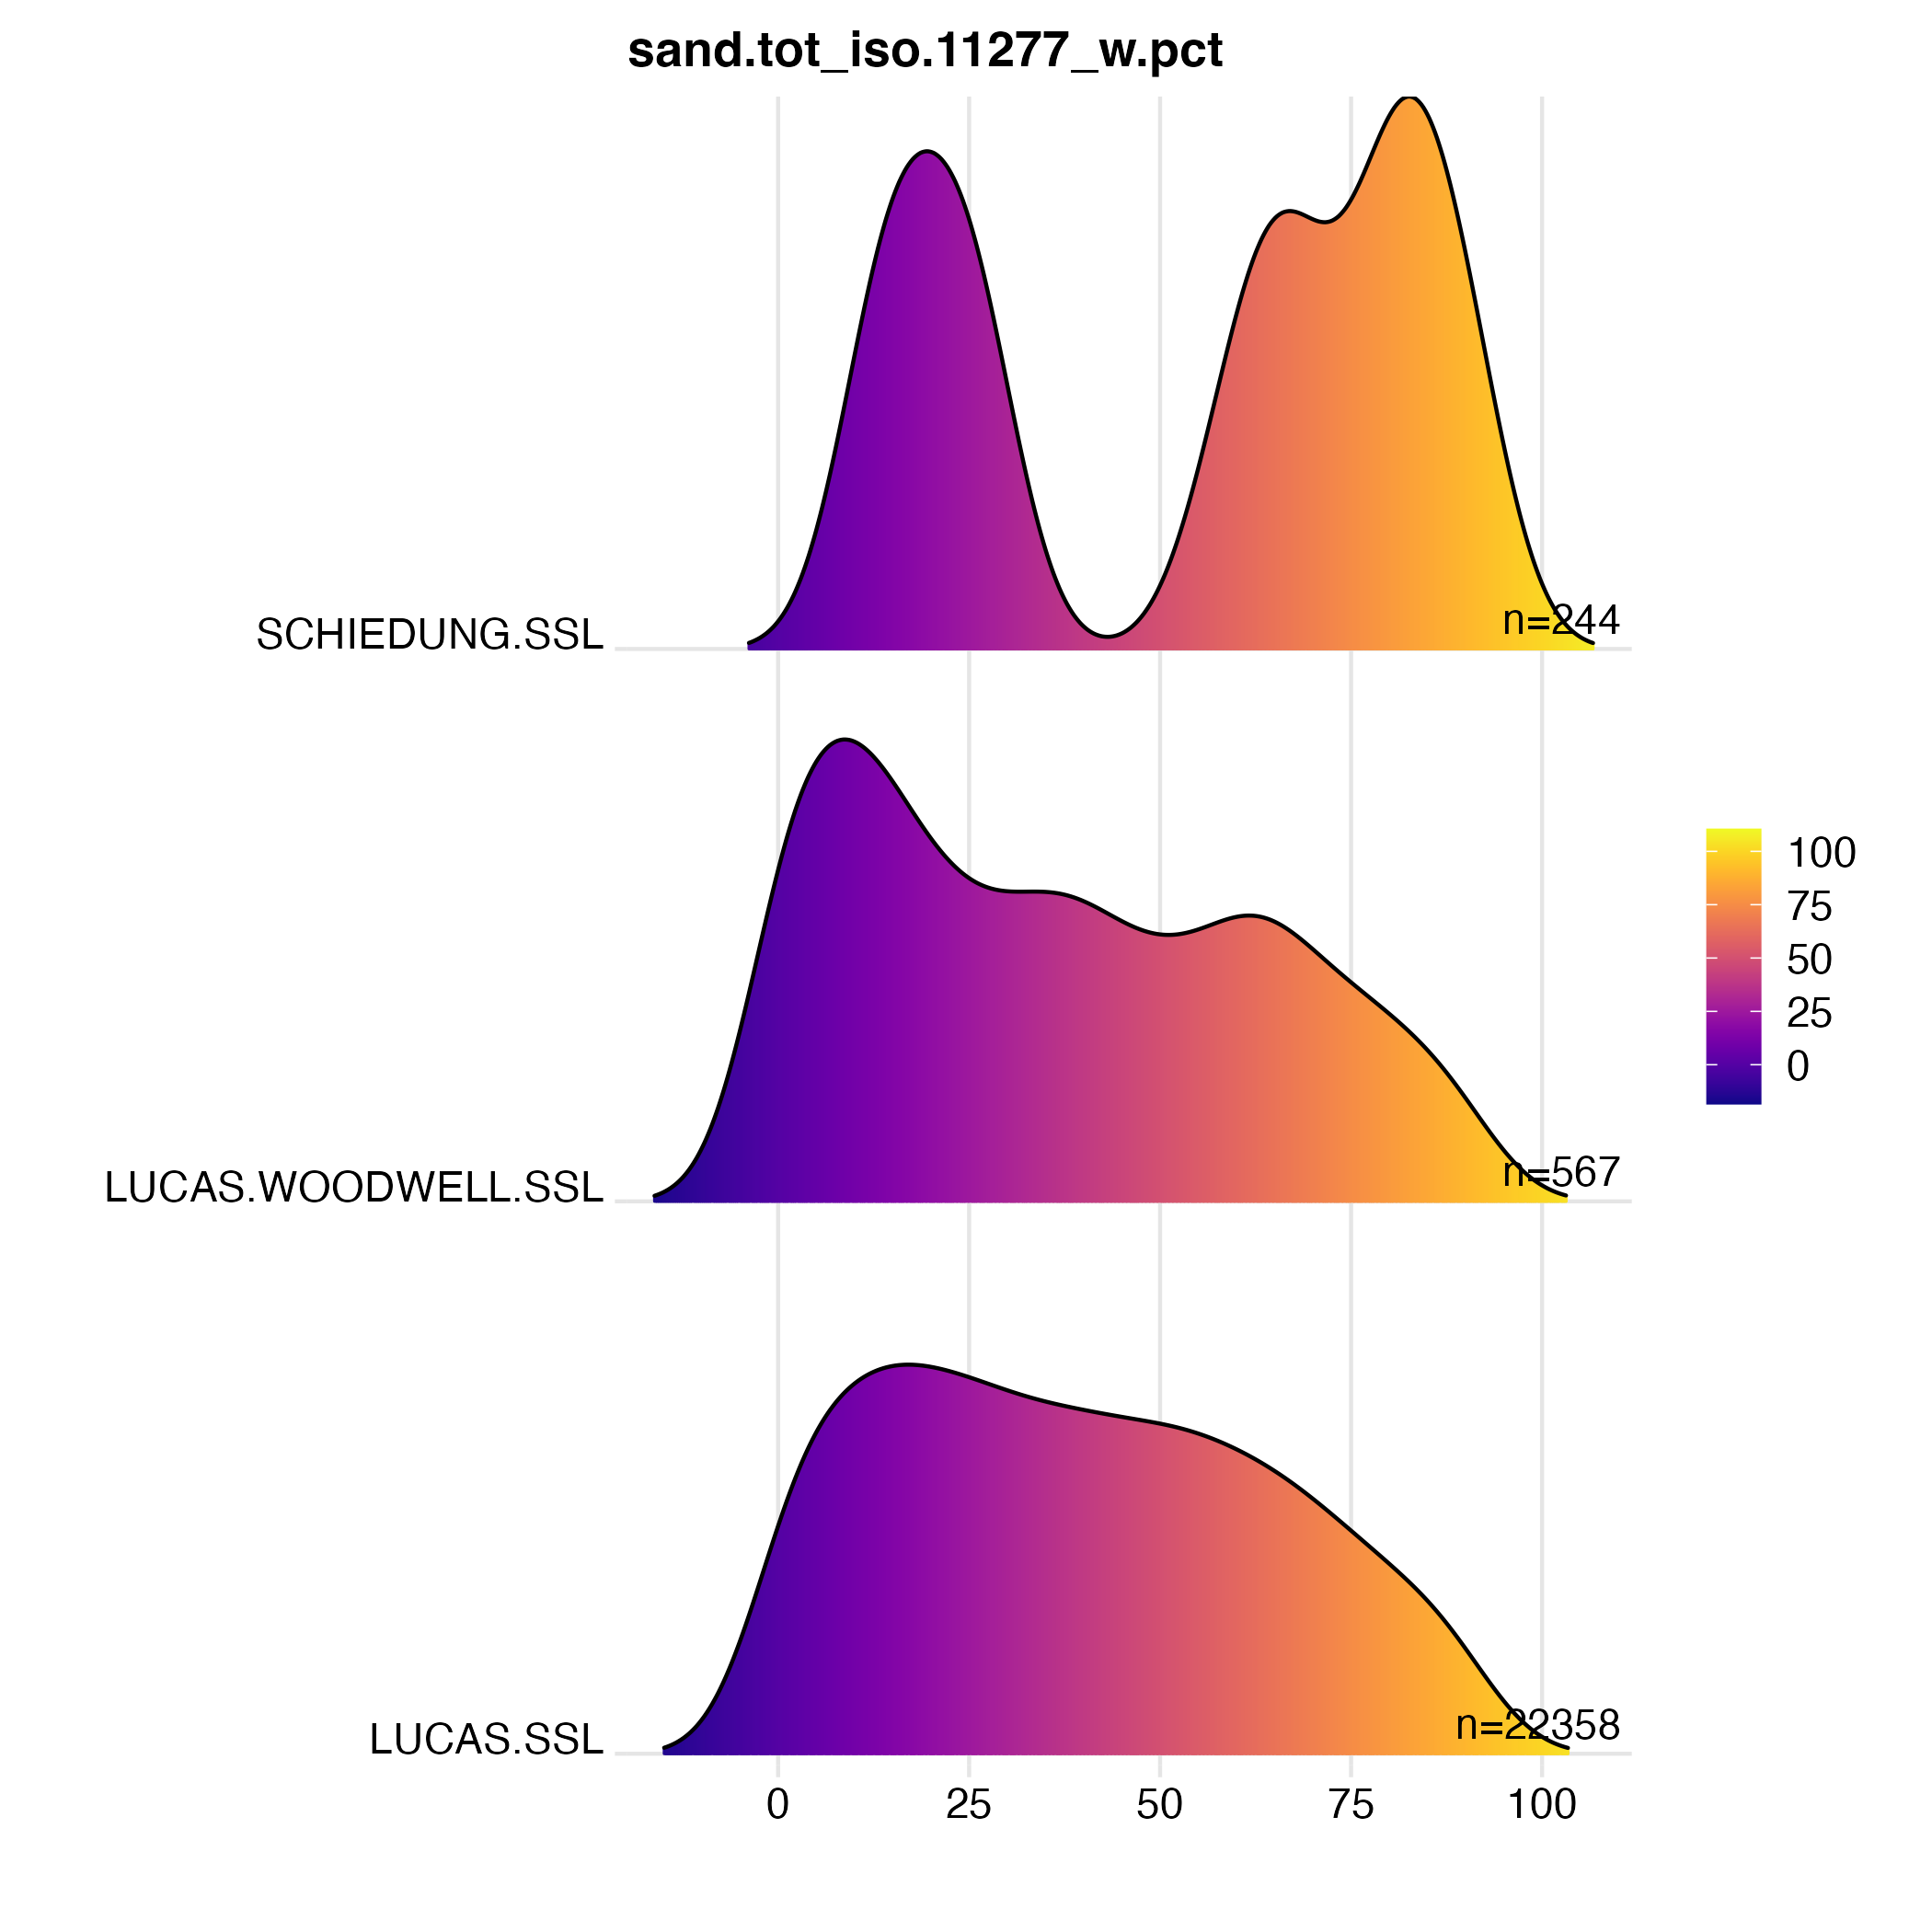 sand.tot_iso.11277_w.pct
SCHIEDUNG.SSL
n=244
LUCAS.WOODWELL.SSL
n=567
LUCAS.SSL
n=22358
0 25 50 75 100
100
75
50
25
0